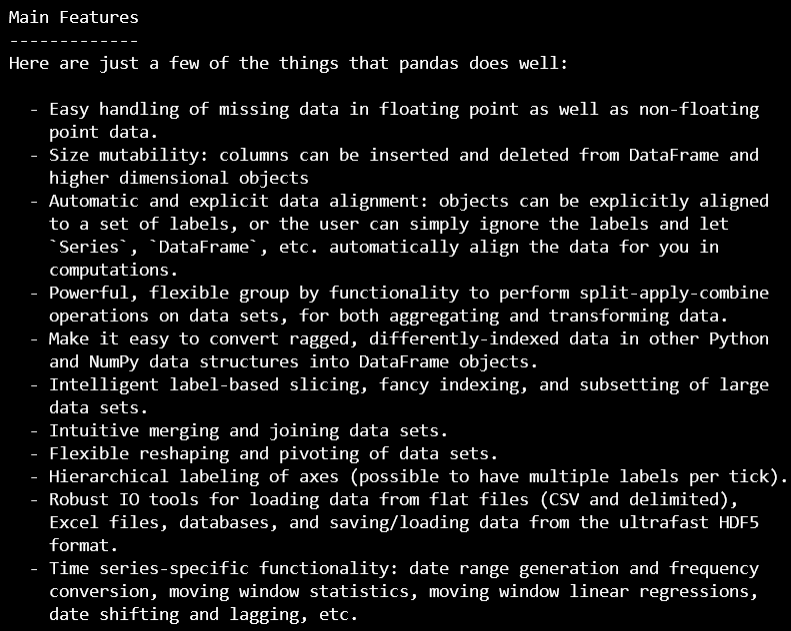 Main Features
-------------
Here are just a few of the things that pandas does well:
- Easy handling of missing data in floating point as well as non-floating
point data.
- Size mutability: columns can be inserted and deleted from DataFrame and
higher dimensional objects
- Automatic and explicit data alignment: objects can be explicitly aligned
to a set of labels, or the user can simply ignore the labels and let
`Series`, `DataFrame`, etc. automatically align the data for you in
computations.
- Powerful, flexible group by functionality to perform split-apply-combine
operations on data sets, for both aggregating and transforming data.
- Make it easy to convert ragged, differently-indexed data in other Python
and NumPy data structures into DataFrame objects.
- Intelligent label-based slicing, fancy indexing, and subsetting of large
data sets.
- Intuitive merging and joining data sets.
- Flexible reshaping and pivoting of data sets.
- Hierarchical labeling of axes (possible to have multiple labels per tick).
- Robust IO tools for loading data from flat files (CSV and delimited),
Excel files, databases, and saving/loading data from the ultrafast HDF5
format.
- Time series-specific functionality: date range generation and frequency
conversion, moving window statistics, moving window linear regressions,
date shifting and lagging, etc.